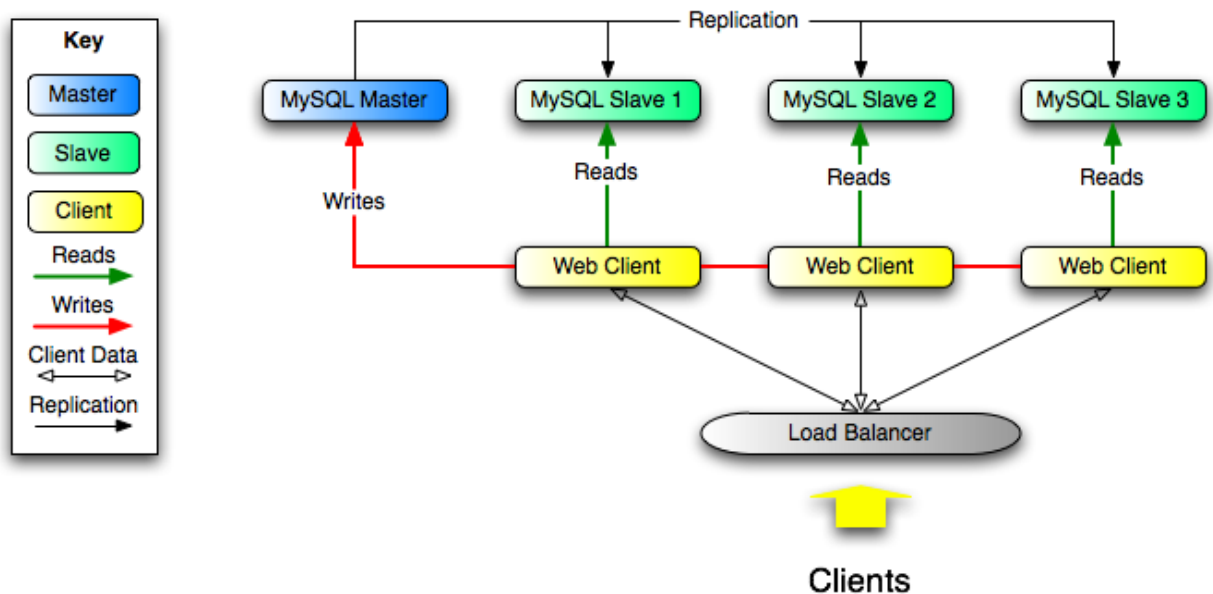 Key
Master
Slave
Client
Reads
Writes
Client Data
Replication
Replication
MySQL Master
MySQL Slave 1
MySQL Slave 2
MySQL Slave 3
Writes
Reads
Reads
Reads
Web Client
Web Client
Web Client
Load Balancer
Clients